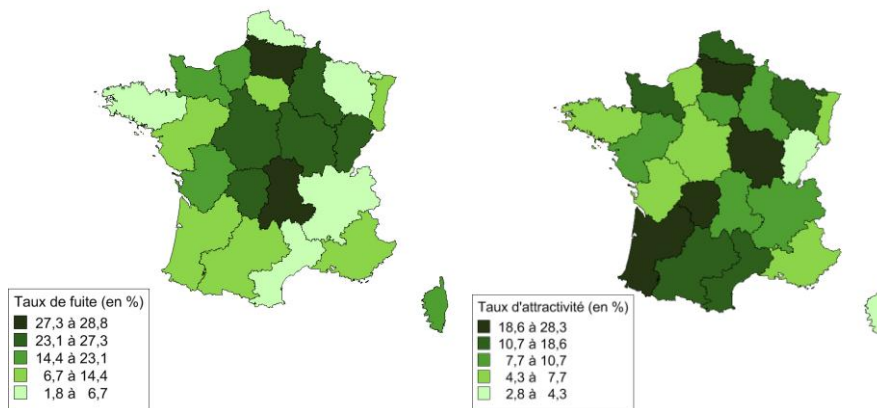 Taux de fuite (en %)
27,3 à 28,8
23,1 à 27,3
14,4 à 23,1
6,7 à 14,4
1,8 à 6,7
Taux d'attractivité (en %)
18,6 à 28,3
10,7 à 18,6
7,7 à 10,7
4,3 à 7,7
2,8 à 4,3